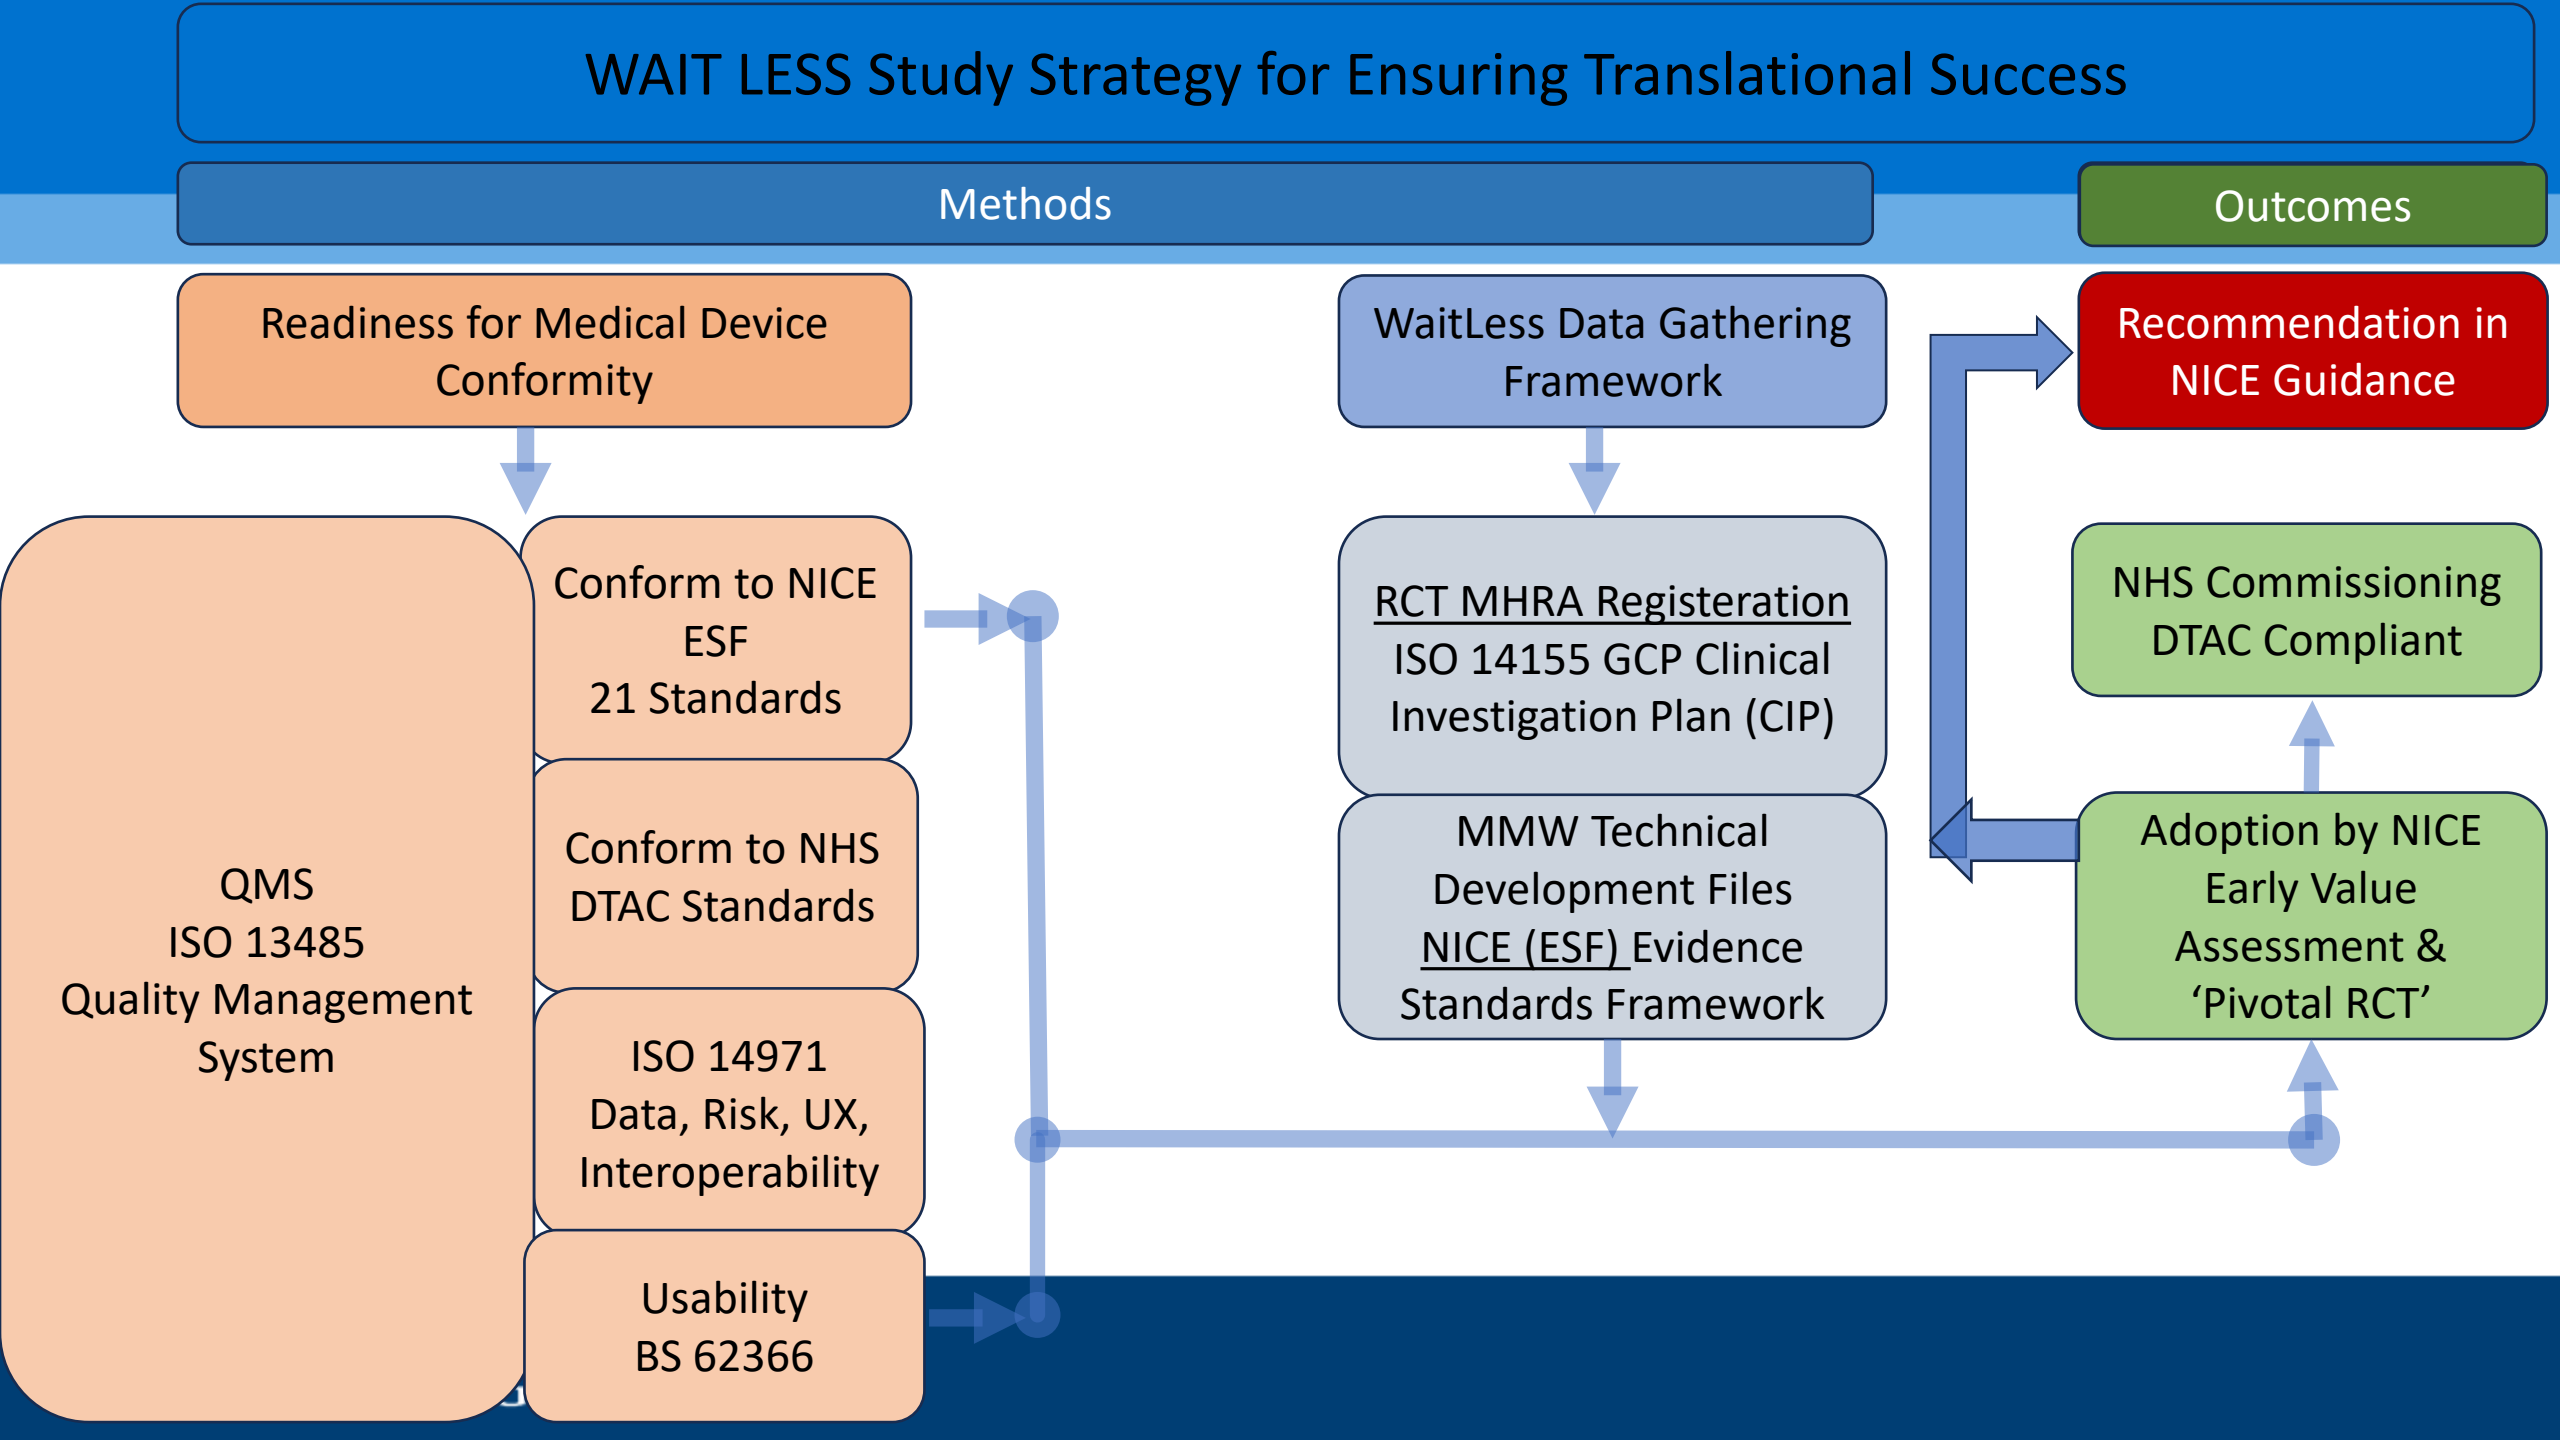 WAIT LESS Study Strategy for Ensuring Translational Success
Methods
Outcomes
Readiness for Medical Device
Conformity
QMS
ISO 13485
Quality Management
System
Conform to NICE
ESF
21 Standards
Conform to NHS
DTAC Standards
ISO 14971
Data, Risk, UX,
Interoperability
Usability
BS 62366
WaitLess Data Gathering
Framework
RCT MHRA Registeration
ISO 14155 GCP Clinical
Investigation Plan (CIP)
MMW Technical
Development Files
NICE (ESF) Evidence
Standards Framework
Recommendation in
NICE Guidance
NHS Commissioning
DTAC Compliant
Adoption by NICE
Early Value
Assessment &
‘Pivotal RCT’